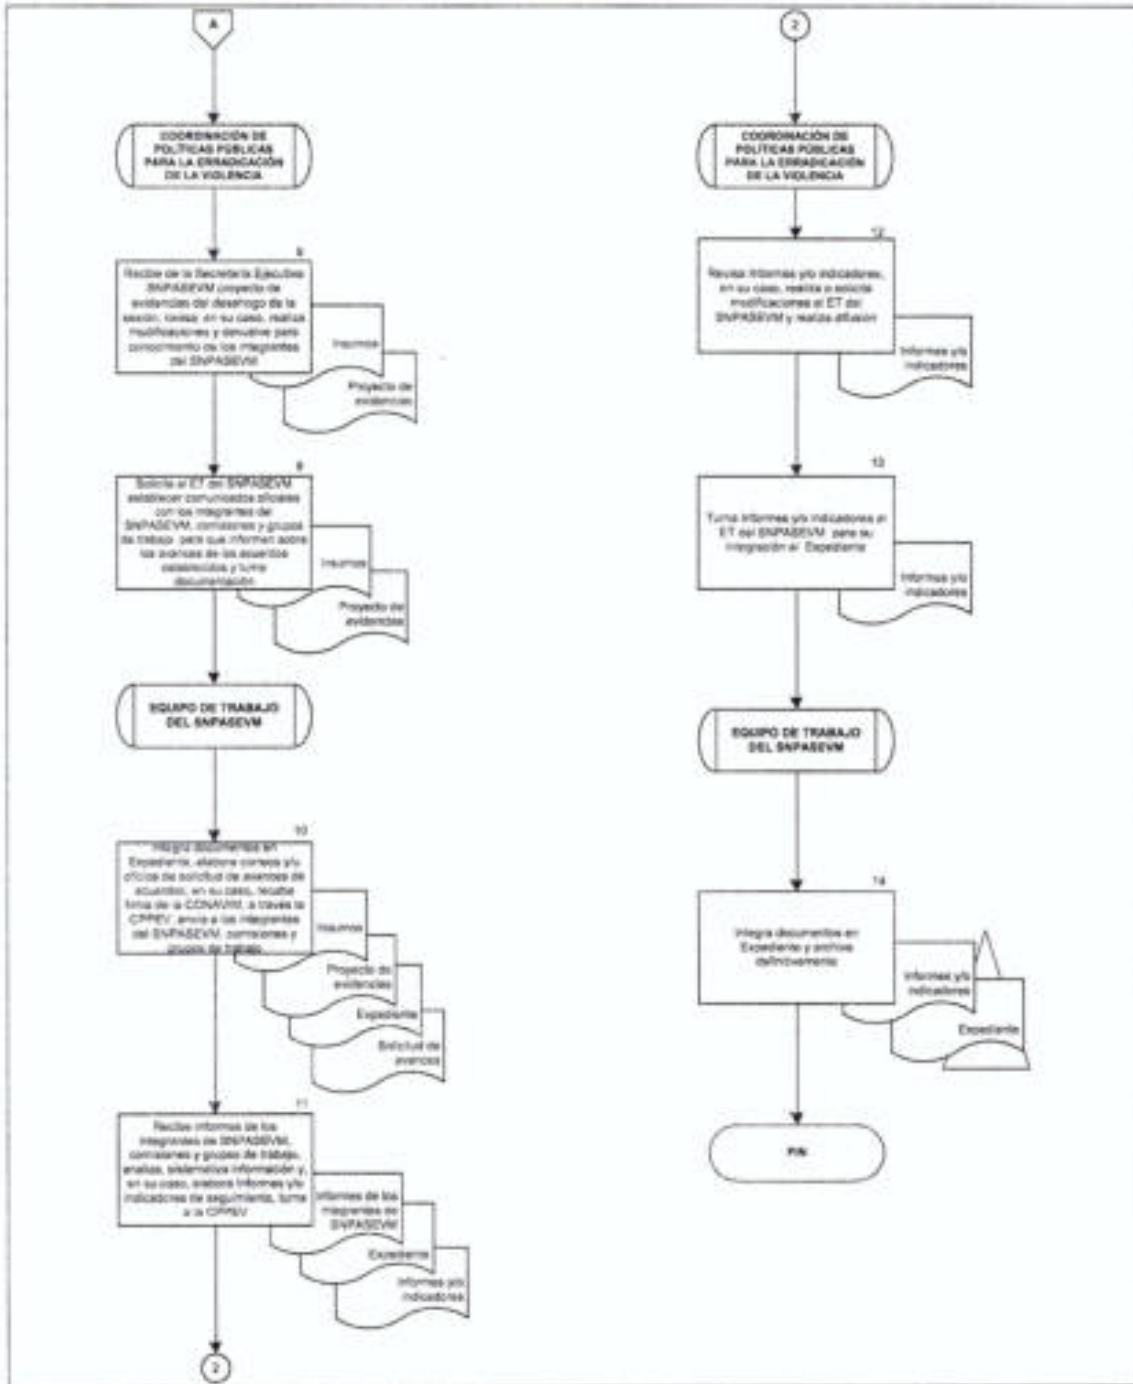 A
COORDINACIÓN DE
POLÍTICAS PÚBLICAS
PARA LA ERRADICACIÓN
DE LA VIOLENCIA
Recibe de la Secretaría Ejecutiva
SNPASEVM proyecto de
evidencias del desahogo de la
sesión, revisa, en su caso, realiza
modificaciones y devuelve para
conocimiento de los integrantes
del SNPASEVM
Insumos
Proyecto de
evidencias
9
Solicita al ET del SNPASEVM
establecer comunicados oficiales
con los integrantes del
SNPASEVM, comisiones y grupos
de trabajo para que informen sobre
los avances de los acuerdos
establecidos y turna
documentación
Insumos
Proyecto de
evidencias
EQUIPO DE TRABAJO
DEL SNPASEVM
10
Integra documentos en
Expediente, elabora correos y/u
oficios de solicitud de avances de
acuerdos, en su caso, recaba
firma de la CONAVIM, a través la
CPPEV, envía a los integrantes
del SNPASEVM, comisiones y
grupos de trabajo
Insumos
Proyecto de
evidencias
Expediente
Solicitud de
avances
11
Recibe informes de los
integrantes de SNPASEVM,
comisiones y grupos de trabajo,
analiza, sistematiza información y,
en su caso, elabora Informes y/o
indicadores de seguimiento, turna
a la CPPEV
Informes de los
integrantes de
SNPASEVM
Expediente
Informes y/o
indicadores
2
2
COORDINACIÓN DE
POLÍTICAS PÚBLICAS
PARA LA ERRADICACIÓN
DE LA VIOLENCIA
12
Revisa Informes y/o indicadores,
en su caso, realiza o solicita
modificaciones al ET del
SNPASEVM y realiza difusión
Informes y/o
indicadores
13
Turna Informes y/o indicadores al
ET del SNPASEVM para su
integración al Expediente
Informes y/o
indicadores
EQUIPO DE TRABAJO
DEL SNPASEVM
14
Integra documentos en
Expediente y archiva
definitivamente
Informes y/o
indicadores
Expediente
FIN